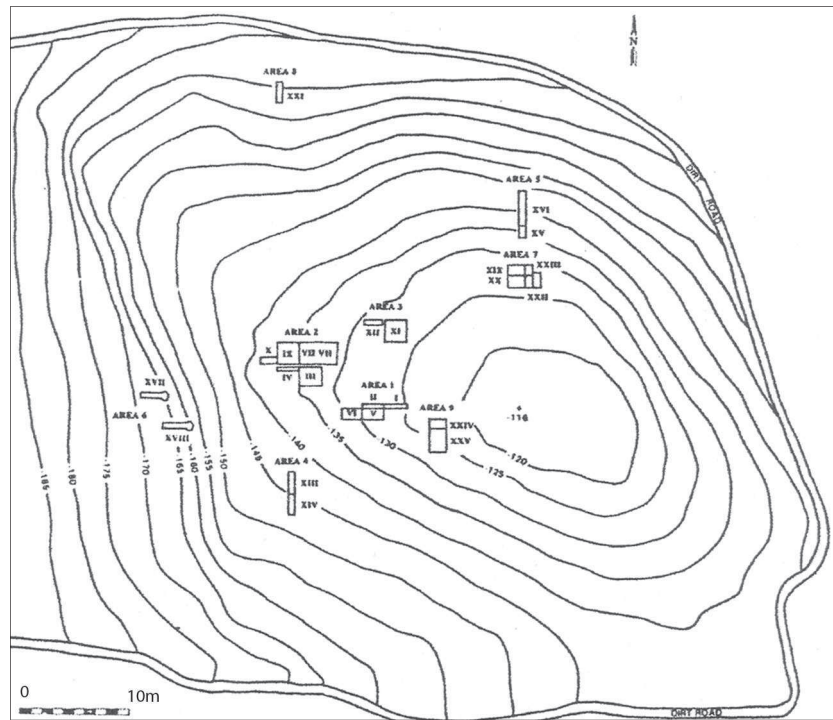 N
AREA 8
XXI
DIRT ROAD
AREA 5
XVI
XV
AREA 7
XIX
XXIII
XX
XXII
AREA 3
XII
XI
AREA 2
X
IX
VII
VII
IV
III
AREA 1
II
I
VI
V
AREA 9
XXIV
XXV
XVII
AREA 6
XVIII
AREA 4
XIII
XIV
-116
-120
-125
-130
-135
-140
-145
-150
-155
-160
-165
-170
-175
-180
-185
0 10m
DIRT ROAD